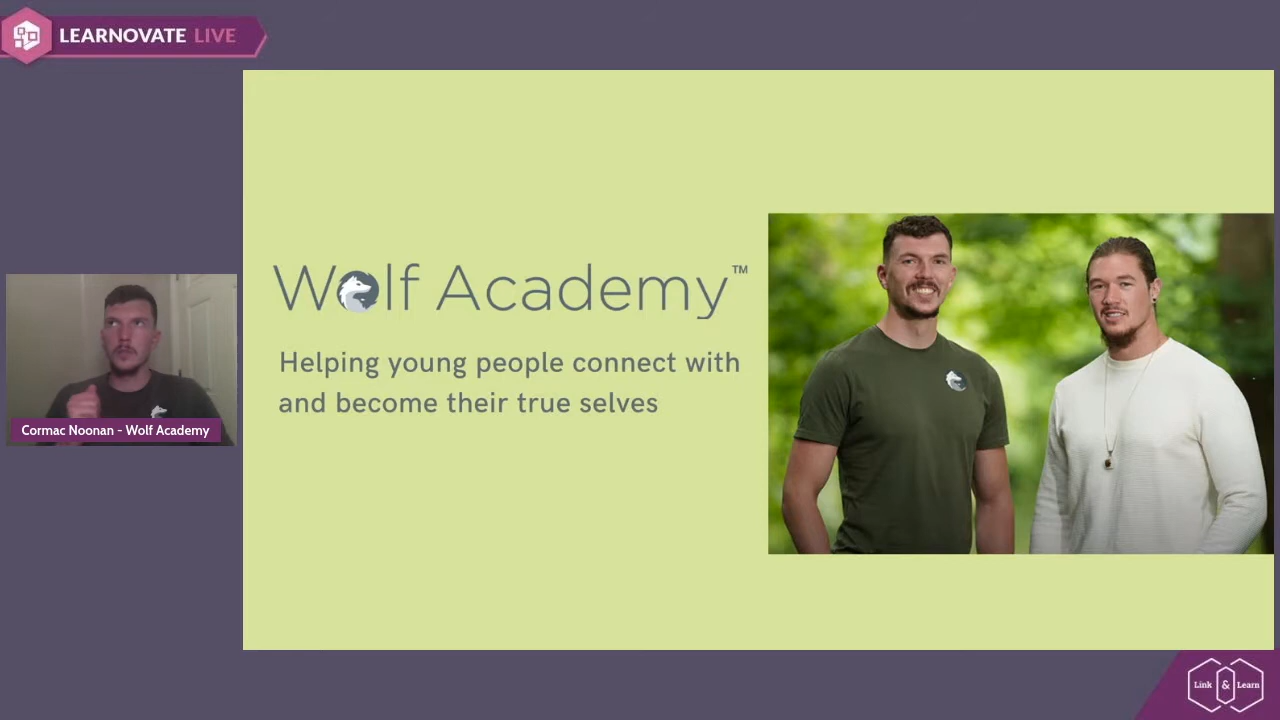 LEARNOVATE LIVE
Wolf Academy™
Helping young people connect with
and become their true selves
Cormac Noonan - Wolf Academy
Link & Learn